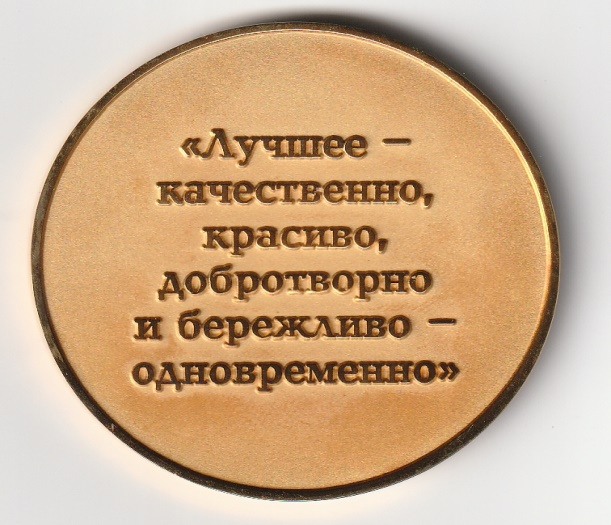 «Лучшее –
качественно,
красиво,
добротворно
и бережливо –
одновременно»